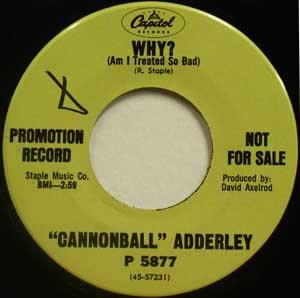 Capitol
RECORDS
WHY?
(Am I Treated So Bad)
(R. Staple)
PROMOTION
RECORD
NOT
FOR SALE
Staple Music Co.
BMI—2:59
Produced by:
David Axelrod
"CANNONBALL" ADDERLEY
P 5877
(45-57231)